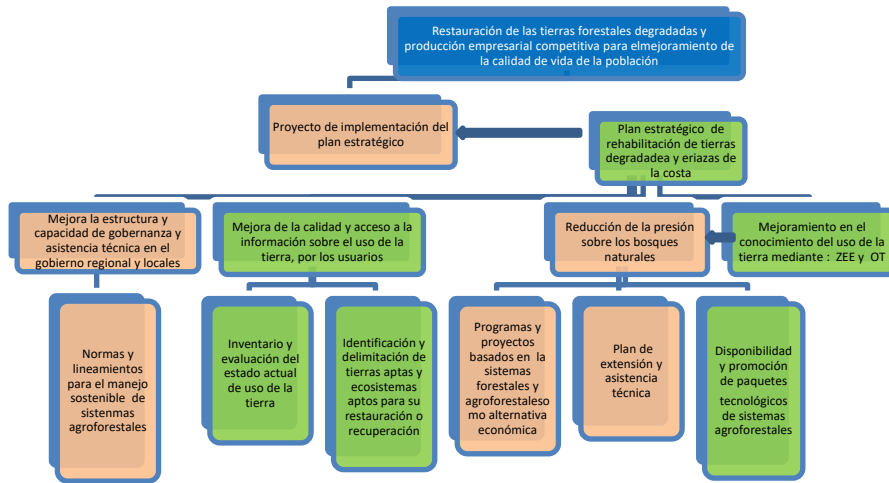 Restauración de las tierras forestales degradadas y
producción empresarial competitiva para elmejoramiento de
la calidad de vida de la población
Proyecto de implementación del
plan estratégico
Plan estratégico de
rehabilitación de tierras
degradadea y eriazas de
la costa
Mejora la estructura y
capacidad de gobernanza y
asistencia técnica en el
gobierno regional y locales
Mejora de la calidad y acceso a la
información sobre el uso de la
tierra, por los usuarios
Reducción de la presión
sobre los bosques
naturales
Mejoramiento en el
conocimiento del uso de la
tierra mediante : ZEE y OT
Normas y
lineamientos
para el manejo
sostenible de
sistenmas
agroforestales
Inventario y
evaluación del
estado actual
de uso de la
tierra
Identificación y
delimitación de
tierras aptas y
ecosistemas
aptos para su
restauración o
recuperación
Programas y
proyectos
basados en la
sistemas
forestales y
agroforestaleso
mo alternativa
económica
Plan de
extensión y
asistencia
técnica
Disponibilidad
y promoción de
paquetes
tecnológicos
de sistemas
agroforestales